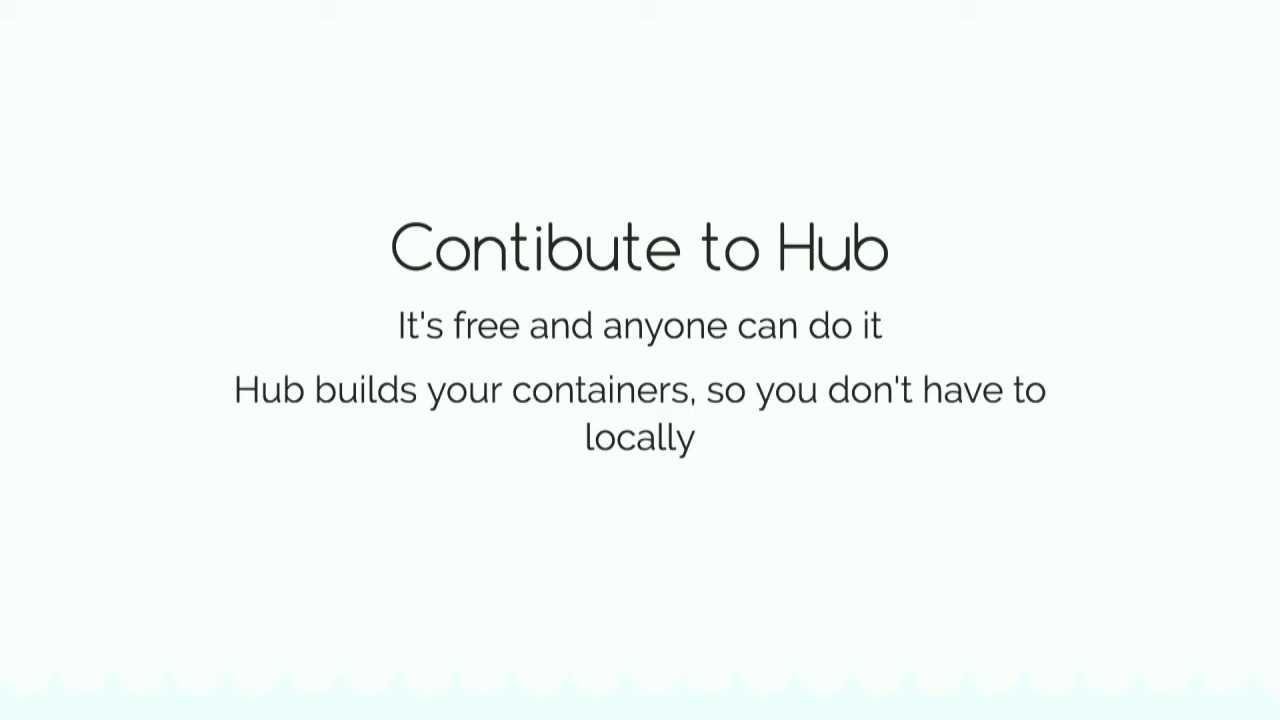 Contibute to Hub
It's free and anyone can do it
Hub builds your containers, so you don't have to
locally